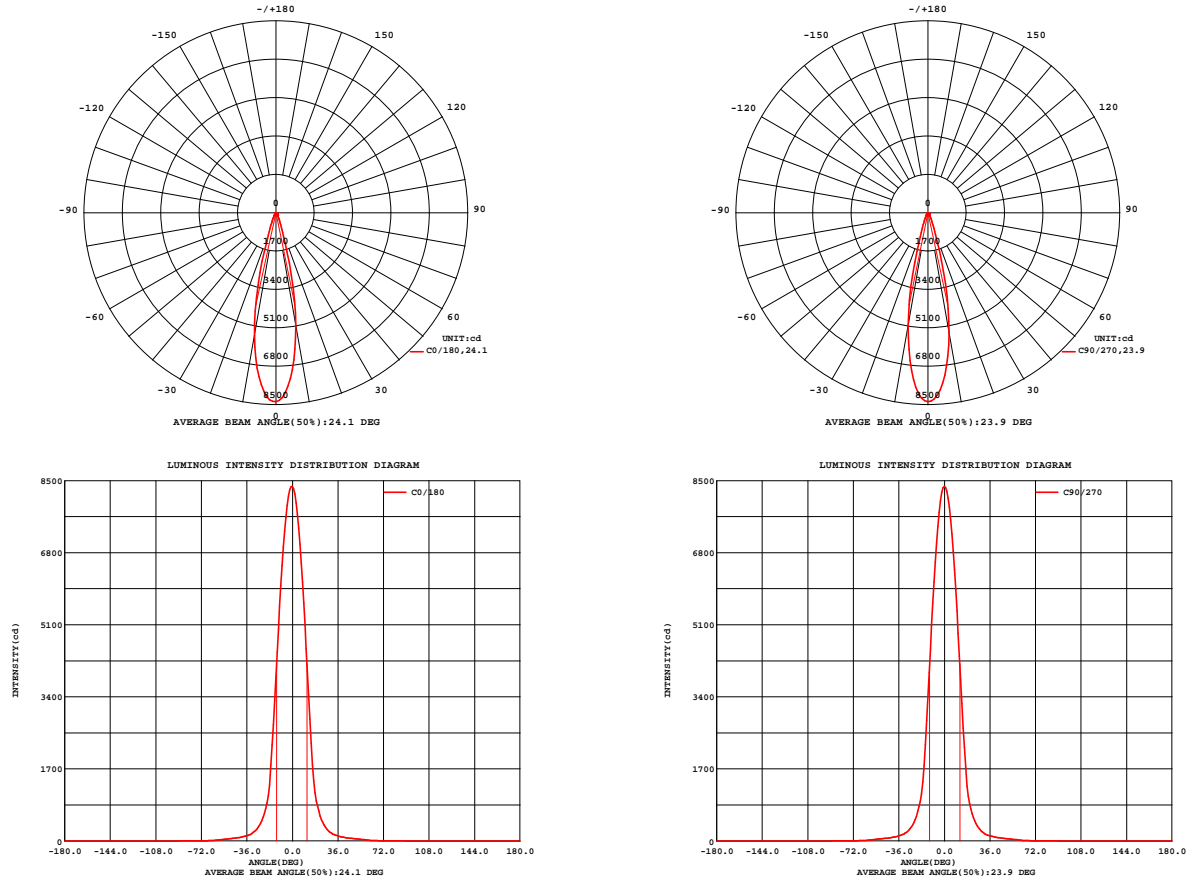 -/+180
-150 150
-120 120
-90 90
-60 60
-30 30
0
0
1700
3400
5100
6800
8500
UNIT:cd
C0/180,24.1
AVERAGE BEAM ANGLE(50%):24.1 DEG
-/+180
-150 150
-120 120
-90 90
-60 60
-30 30
0
0
1700
3400
5100
6800
8500
UNIT:cd
C90/270,23.9
AVERAGE BEAM ANGLE(50%):23.9 DEG
LUMINOUS INTENSITY DISTRIBUTION DIAGRAM
C0/180
INTENSITY(cd)
8500
6800
5100
3400
1700
0
-180.0 -144.0 -108.0 -72.0 -36.0 0.0 36.0 72.0 108.0 144.0 180.0
ANGLE(DEG)
AVERAGE BEAM ANGLE(50%):24.1 DEG
LUMINOUS INTENSITY DISTRIBUTION DIAGRAM
C90/270
INTENSITY(cd)
8500
6800
5100
3400
1700
0
-180.0 -144.0 -108.0 -72.0 -36.0 0.0 36.0 72.0 108.0 144.0 180.0
ANGLE(DEG)
AVERAGE BEAM ANGLE(50%):23.9 DEG